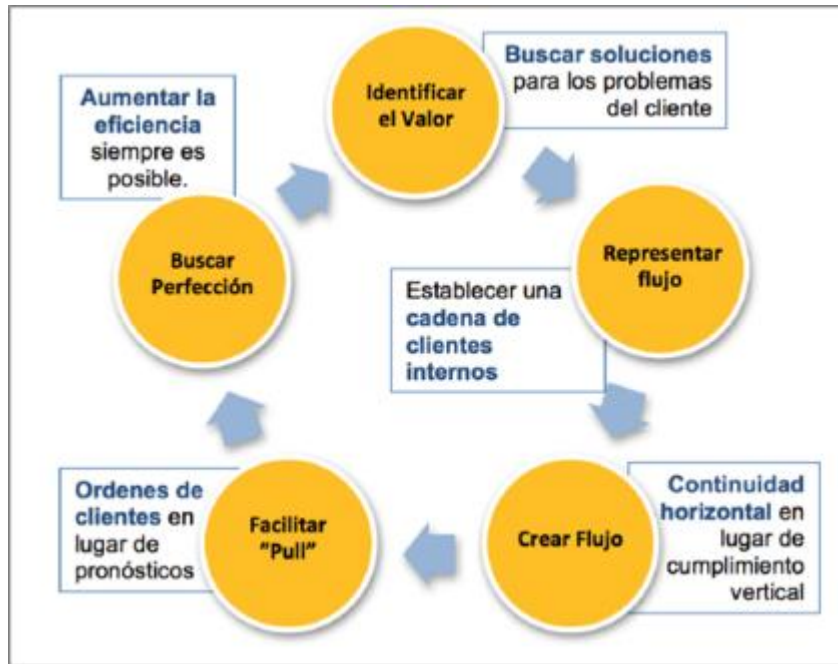 Identificar
el Valor
Buscar soluciones
para los problemas
del cliente
Representar
flujo
Establecer una
cadena de
clientes
internos
Crear Flujo
Continuidad
horizontal en
lugar de
cumplimiento
vertical
Facilitar
"Pull"
Ordenes de
clientes en
lugar de
pronósticos
Buscar
Perfección
Aumentar la
eficiencia
siempre es
posible.